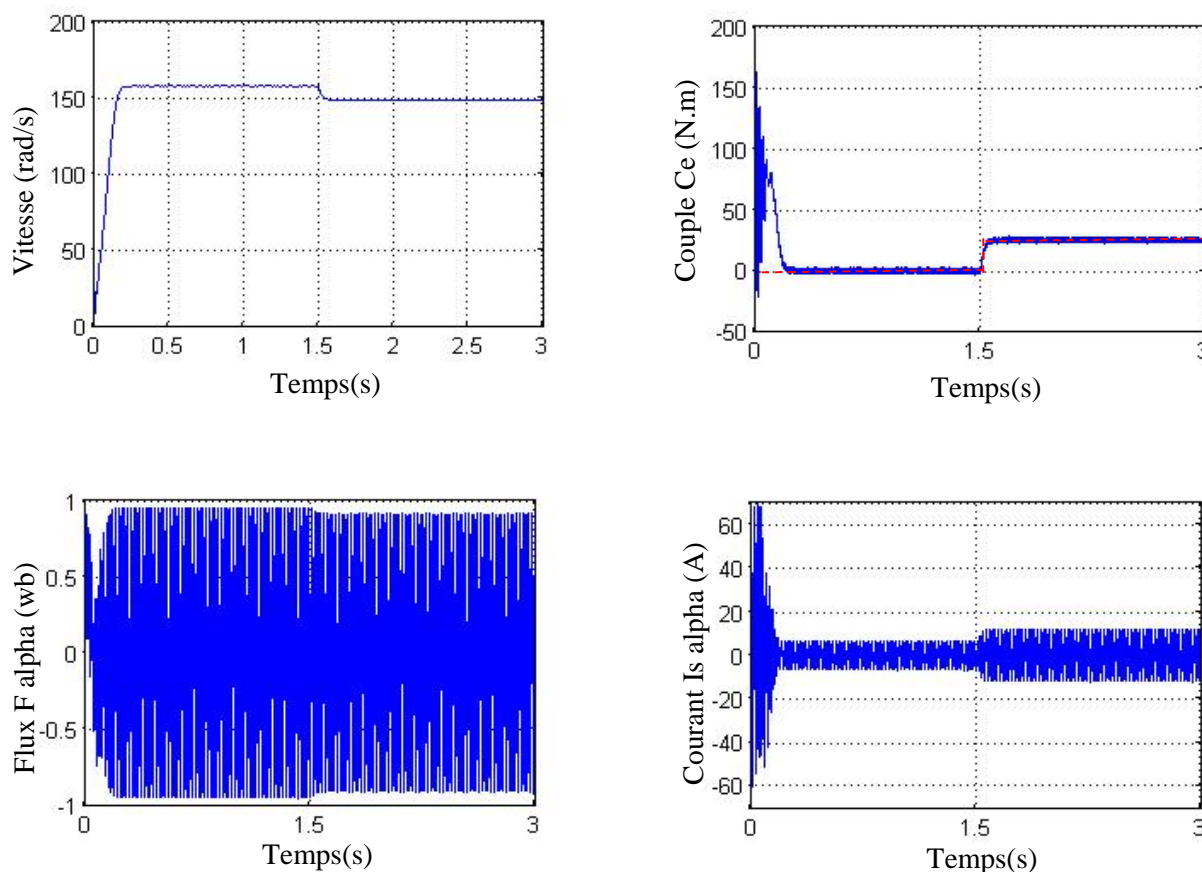 200
150
100
50
0
Vitesse (rad/s)
0 0.5 1 1.5 2 2.5 3
Temps(s)
200
150
100
50
0
-50
Couple Ce (N.m)
0 1.5 3
Temps(s)
1
0.5
0
-0.5
-1
Flux F alpha (wb)
0 1.5 3
Temps(s)
60
40
20
0
-20
-40
-60
Courant Is alpha (A)
0 1.5 3
Temps(s)